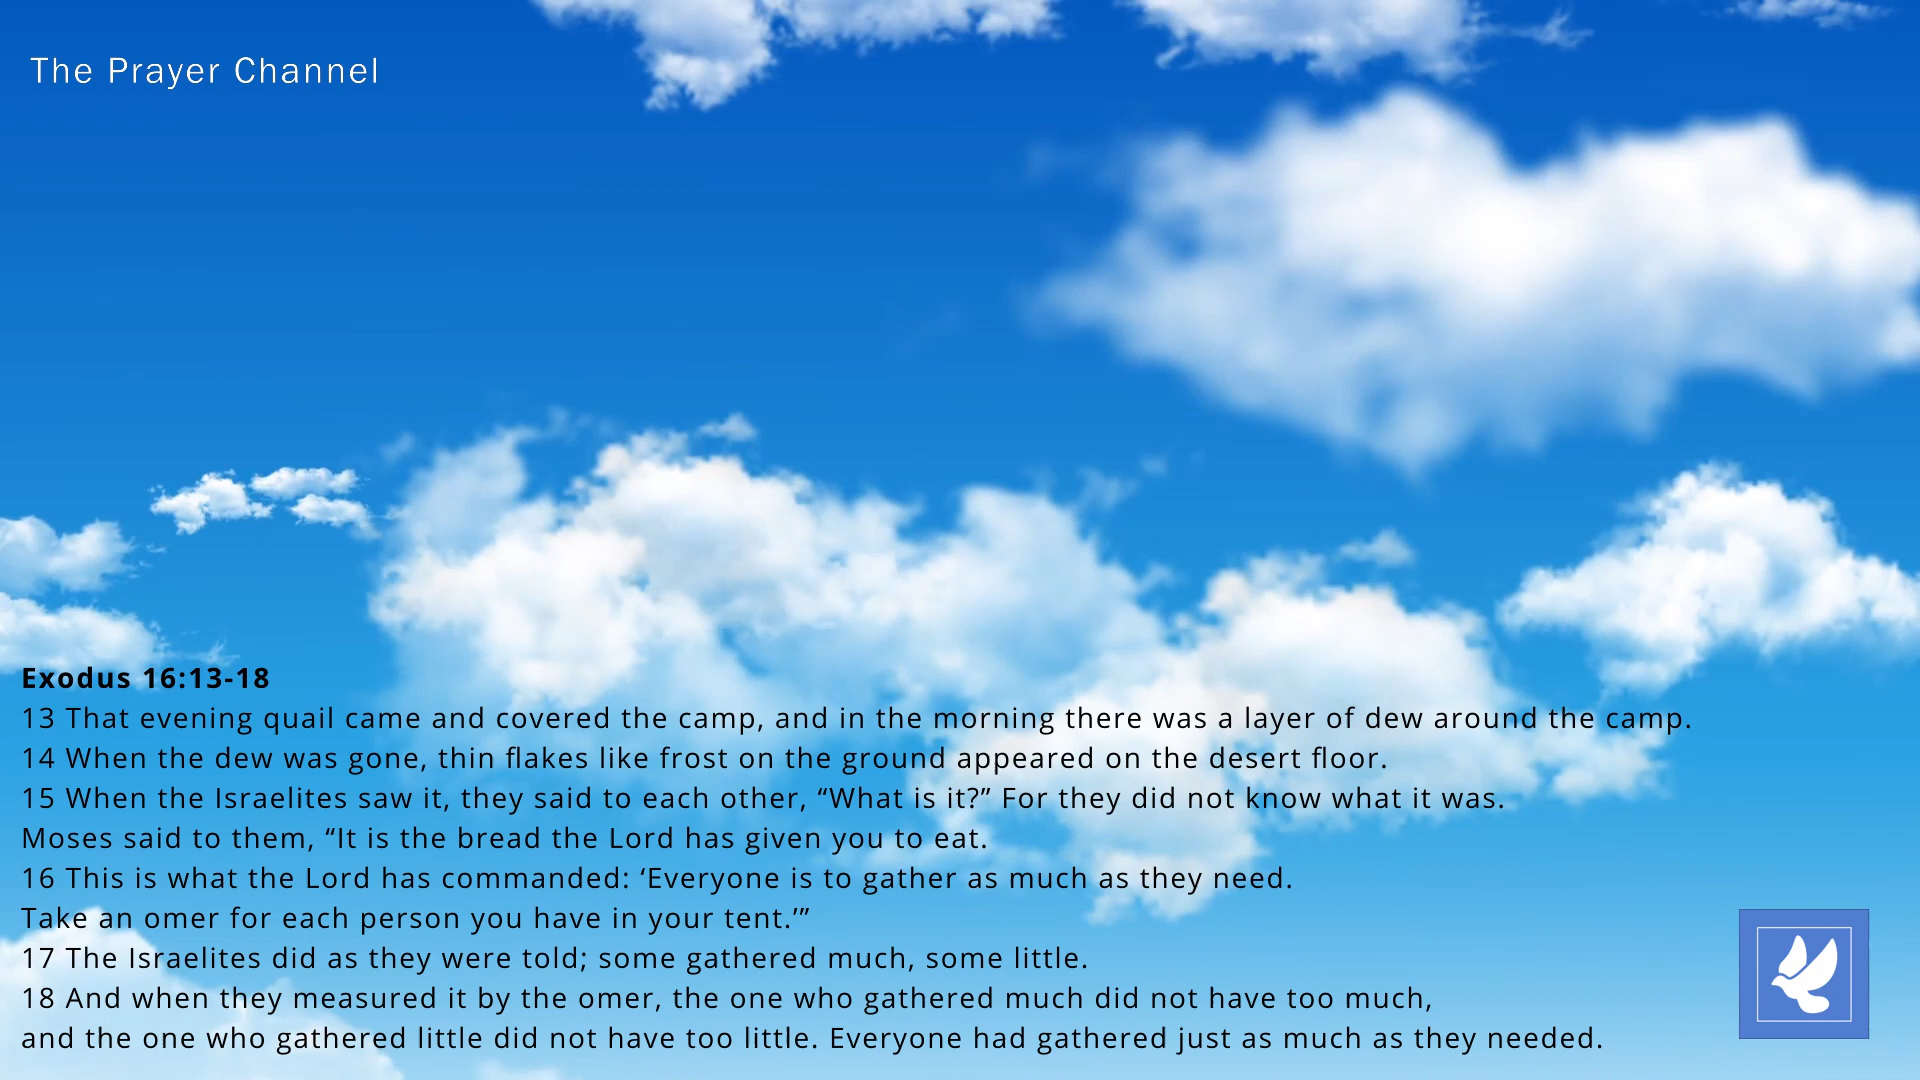 The Prayer Channel
Exodus 16:13-18
13 That evening quail came and covered the camp, and in the morning there was a layer of dew around the camp.
14 When the dew was gone, thin flakes like frost on the ground appeared on the desert floor.
15 When the Israelites saw it, they said to each other, “What is it?” For they did not know what it was.
Moses said to them, “It is the bread the Lord has given you to eat.
16 This is what the Lord has commanded: ‘Everyone is to gather as much as they need.
Take an omer for each person you have in your tent.’”
17 The Israelites did as they were told; some gathered much, some little.
18 And when they measured it by the omer, the one who gathered much did not have too much,
and the one who gathered little did not have too little. Everyone had gathered just as much as they needed.